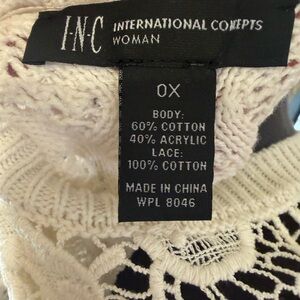 I·N·C INTERNATIONAL CONCEPTS
WOMAN
0X
BODY:
60% COTTON
40% ACRYLIC
LACE:
100% COTTON
MADE IN CHINA
WPL 8046